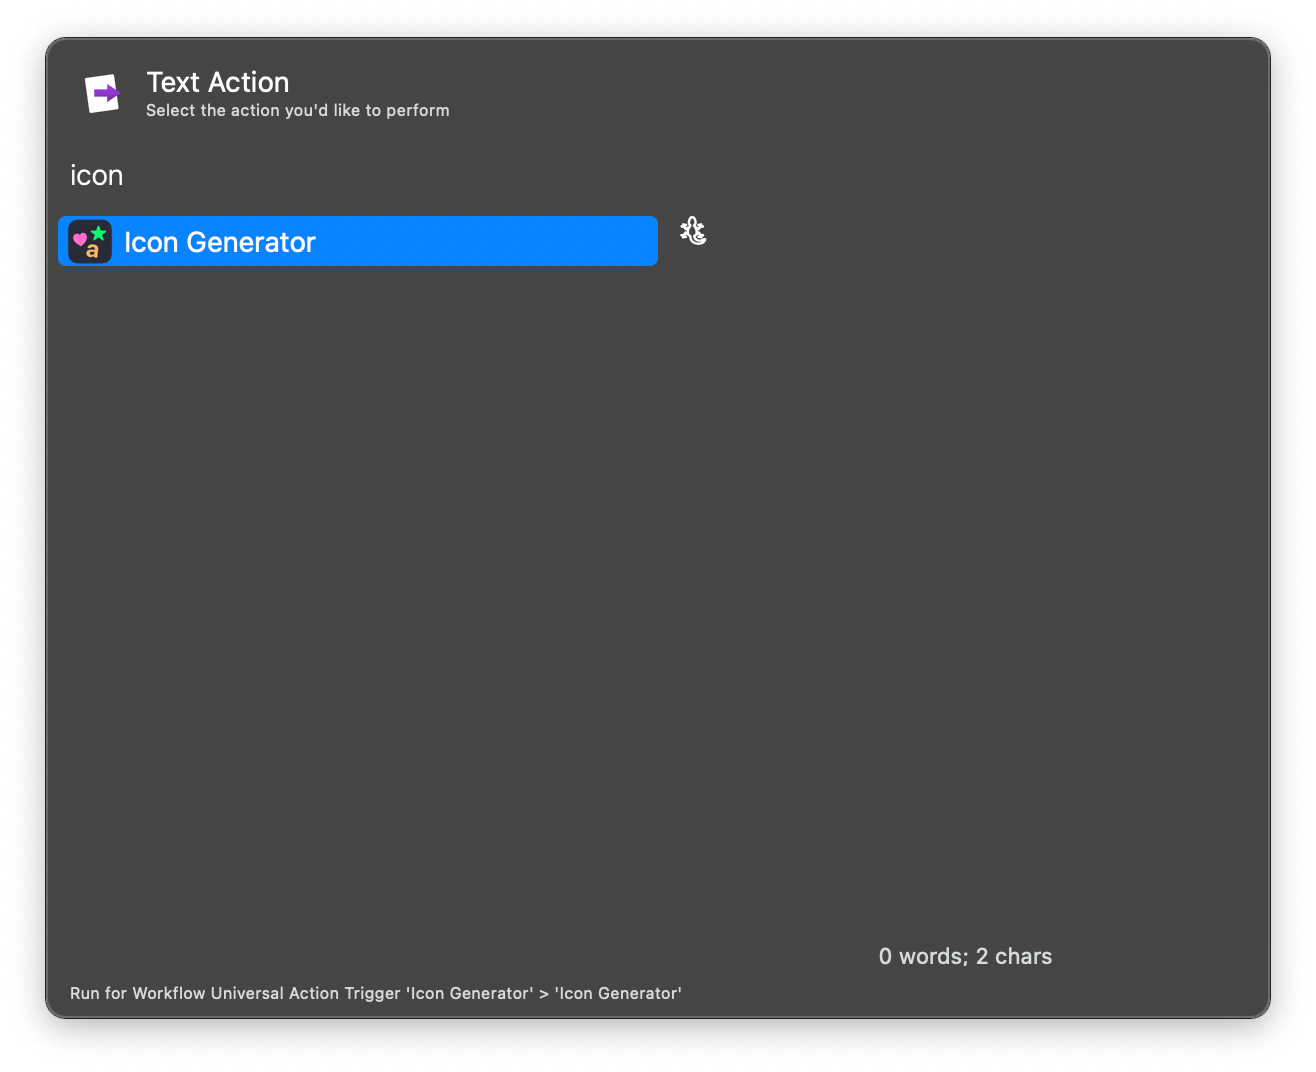 Text Action
Select the action you'd like to perform
icon
Icon Generator
0 words; 2 chars
Run for Workflow Universal Action Trigger 'Icon Generator' > 'Icon Generator'